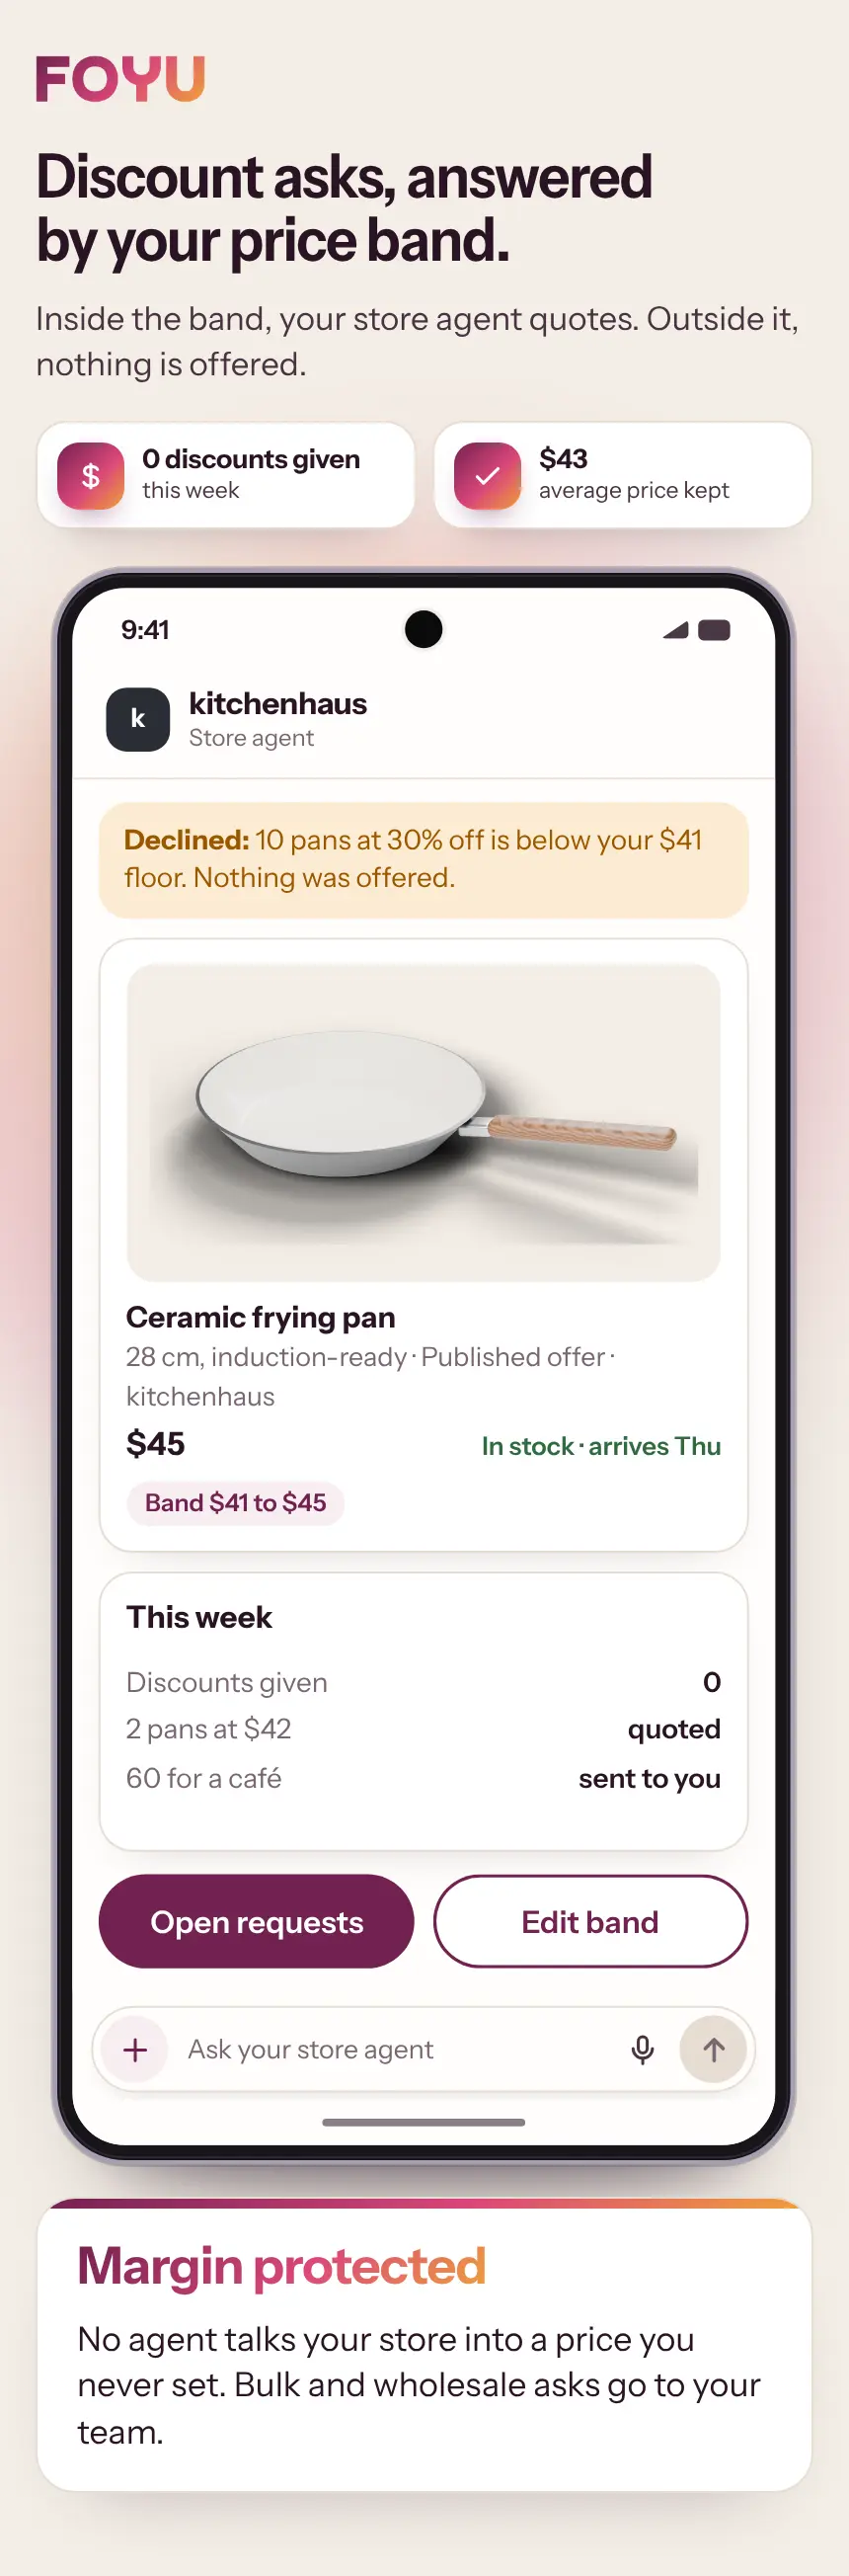 FOYU
Discount asks, answered
by your price band.
Inside the band, your store agent quotes. Outside it,
nothing is offered.
$
0 discounts given
this week
$43
average price kept
9:41
k
kitchenhaus
Store agent
Declined: 10 pans at 30% off is below your $41
floor. Nothing was offered.
Ceramic frying pan
28 cm, induction-ready · Published offer ·
kitchenhaus
$45
In stock · arrives Thu
Band $41 to $45
This week
Discounts given 0
2 pans at $42 quoted
60 for a café sent to you
Open requests
Edit band
Ask your store agent
Margin protected
No agent talks your store into a price you
never set. Bulk and wholesale asks go to your
team.